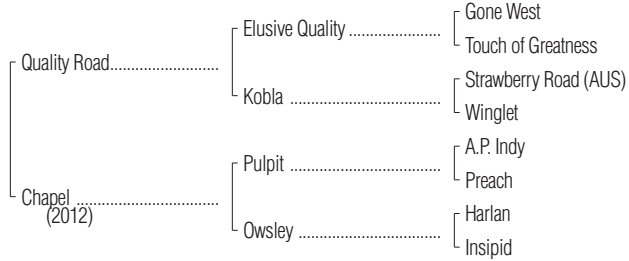 Gone West
Elusive Quality ......................
Touch of Greatness
Quality Road..........................
Strawberry Road (AUS)
Kobla ....................................
Winglet
A.P. Indy
Pulpit ....................................
Preach
Chapel ..................................
(2012)
Harlan
Owsley ..................................
Insipid